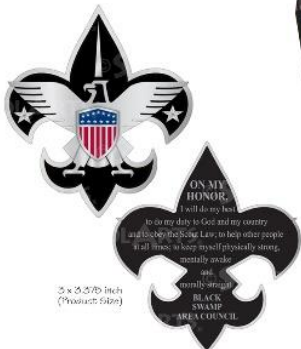 ON MY
HONOR,
I will do my best
to do my duty to God and my country
and to obey the Scout Law; to help other people
at all times; to keep myself physically strong,
mentally awake
and
morally straight.
BLACK
SWAMP
AREA COUNCIL
3 x 3.375 inch
(Product Size)